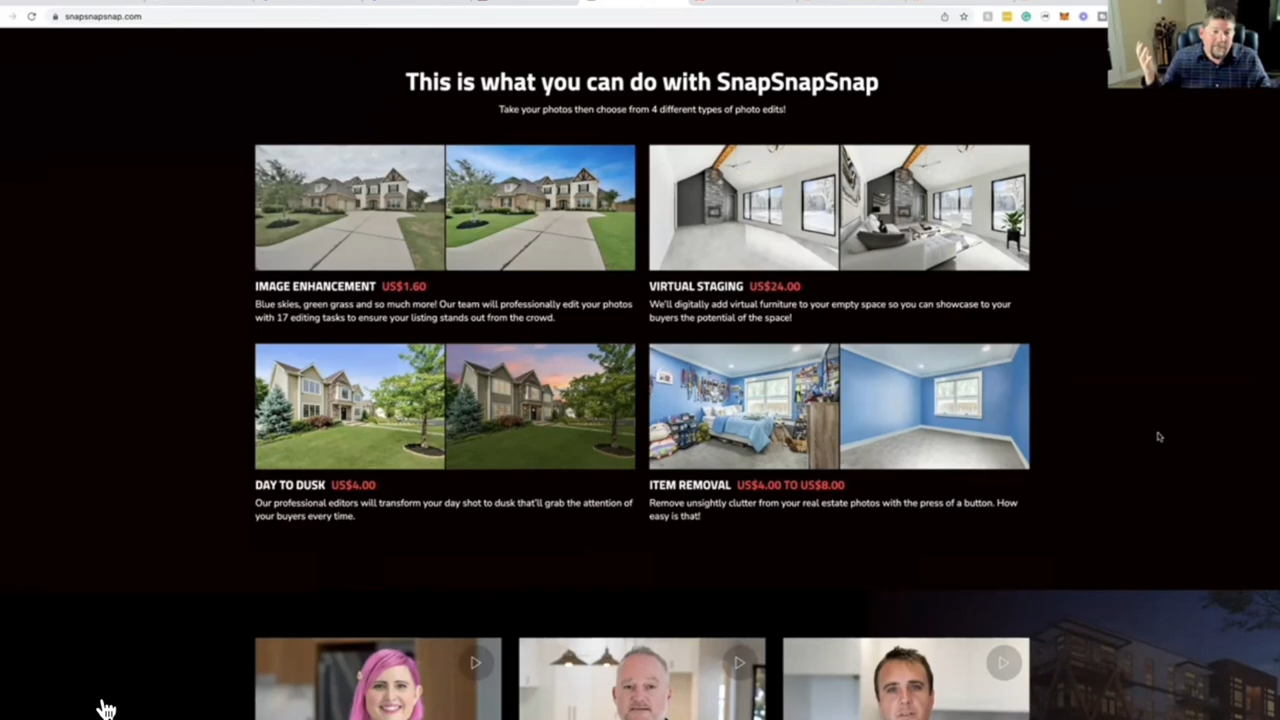 snapsnapsnap.com
This is what you can do with SnapSnapSnap
Take your photos then choose from 4 different types of photo edits!
IMAGE ENHANCEMENT US$1.60
Blue skies, green grass and so much more! Our team will professionally edit your photos
with 17 editing tasks to ensure your listing stands out from the crowd.
VIRTUAL STAGING US$24.00
We'll digitally add virtual furniture to your empty space so you can showcase to your
buyers the potential of the space!
DAY TO DUSK US$4.00
Our professional editors will transform your day shot to dusk that'll grab the attention of
your buyers every time.
ITEM REMOVAL US$4.00 TO US$8.00
Remove unsightly clutter from your real estate photos with the press of a button. How
easy is that!